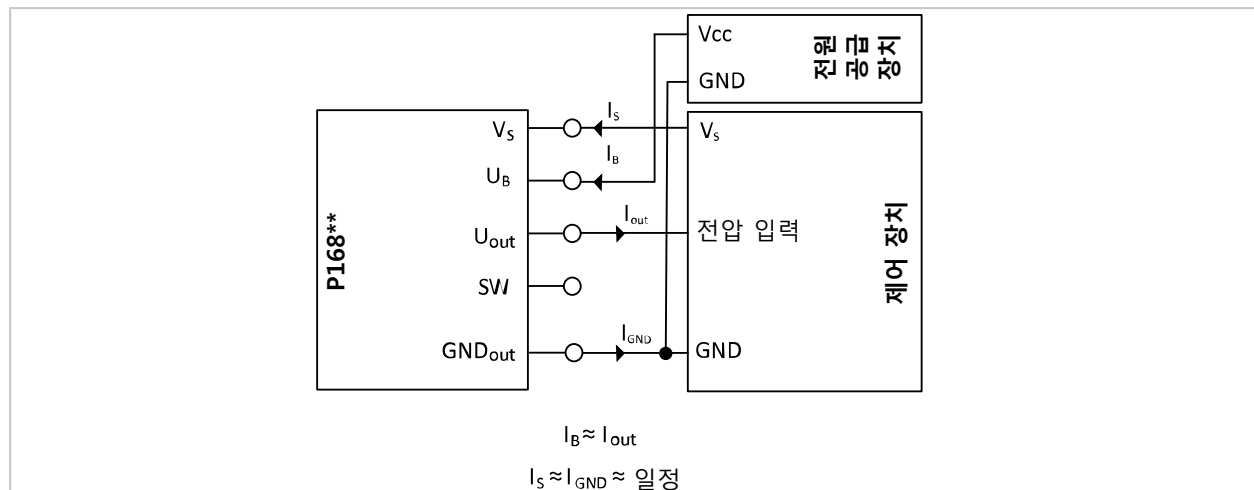 Vcc
GND
전원
공급
장치
P168**
V_S
U_B
U_out
SW
GND_out
I_S
I_B
I_out
I_GND
V_S
전압 입력
GND
제어 장치
I_B ≈ I_out
I_S ≈ I_GND ≈ 일정